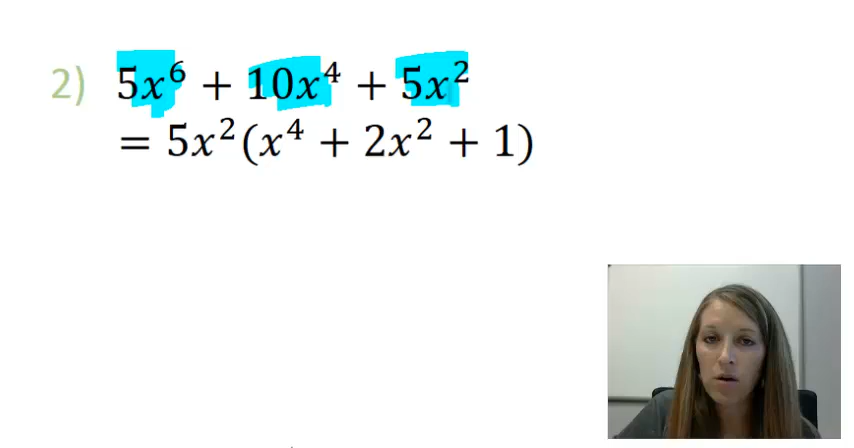 2) 5x⁶ + 10x⁴ + 5x²
= 5x²(x⁴ + 2x² + 1)